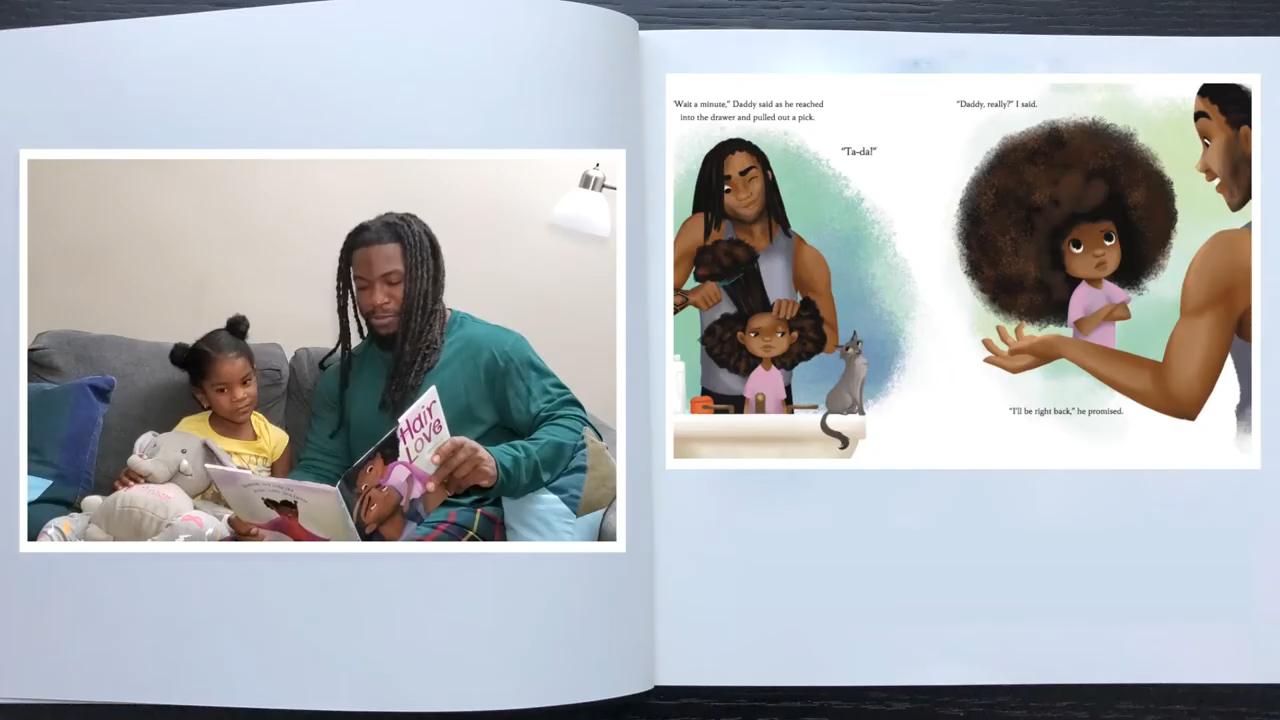 Hair
Love
"Wait a minute," Daddy said as he reached
into the drawer and pulled out a pick.
"Ta-da!"
"Daddy, really?" I said.
"I'll be right back," he promised.